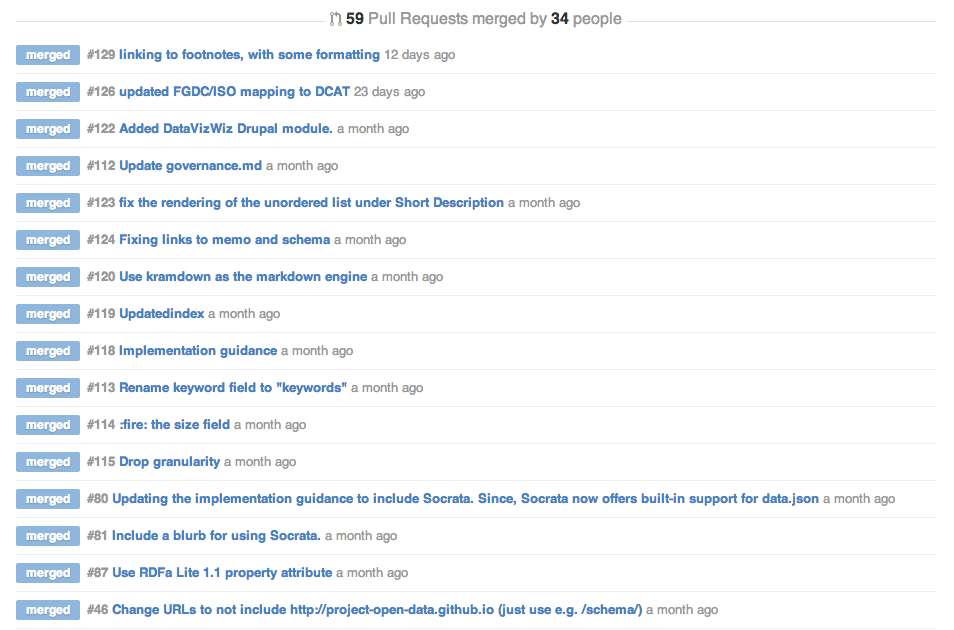 59 Pull Requests merged by 34 people
merged #129 linking to footnotes, with some formatting 12 days ago
merged #126 updated FGDC/ISO mapping to DCAT 23 days ago
merged #122 Added DataVizWiz Drupal module. a month ago
merged #112 Update governance.md a month ago
merged #123 fix the rendering of the unordered list under Short Description a month ago
merged #124 Fixing links to memo and schema a month ago
merged #120 Use kramdown as the markdown engine a month ago
merged #119 Updatedindex a month ago
merged #118 Implementation guidance a month ago
merged #113 Rename keyword field to "keywords" a month ago
merged #114 :fire: the size field a month ago
merged #115 Drop granularity a month ago
merged #80 Updating the implementation guidance to include Socrata. Since, Socrata now offers built-in support for data.json a month ago
merged #81 Include a blurb for using Socrata. a month ago
merged #87 Use RDFa Lite 1.1 property attribute a month ago
merged #46 Change URLs to not include http://project-open-data.github.io (just use e.g. /schema/) a month ago